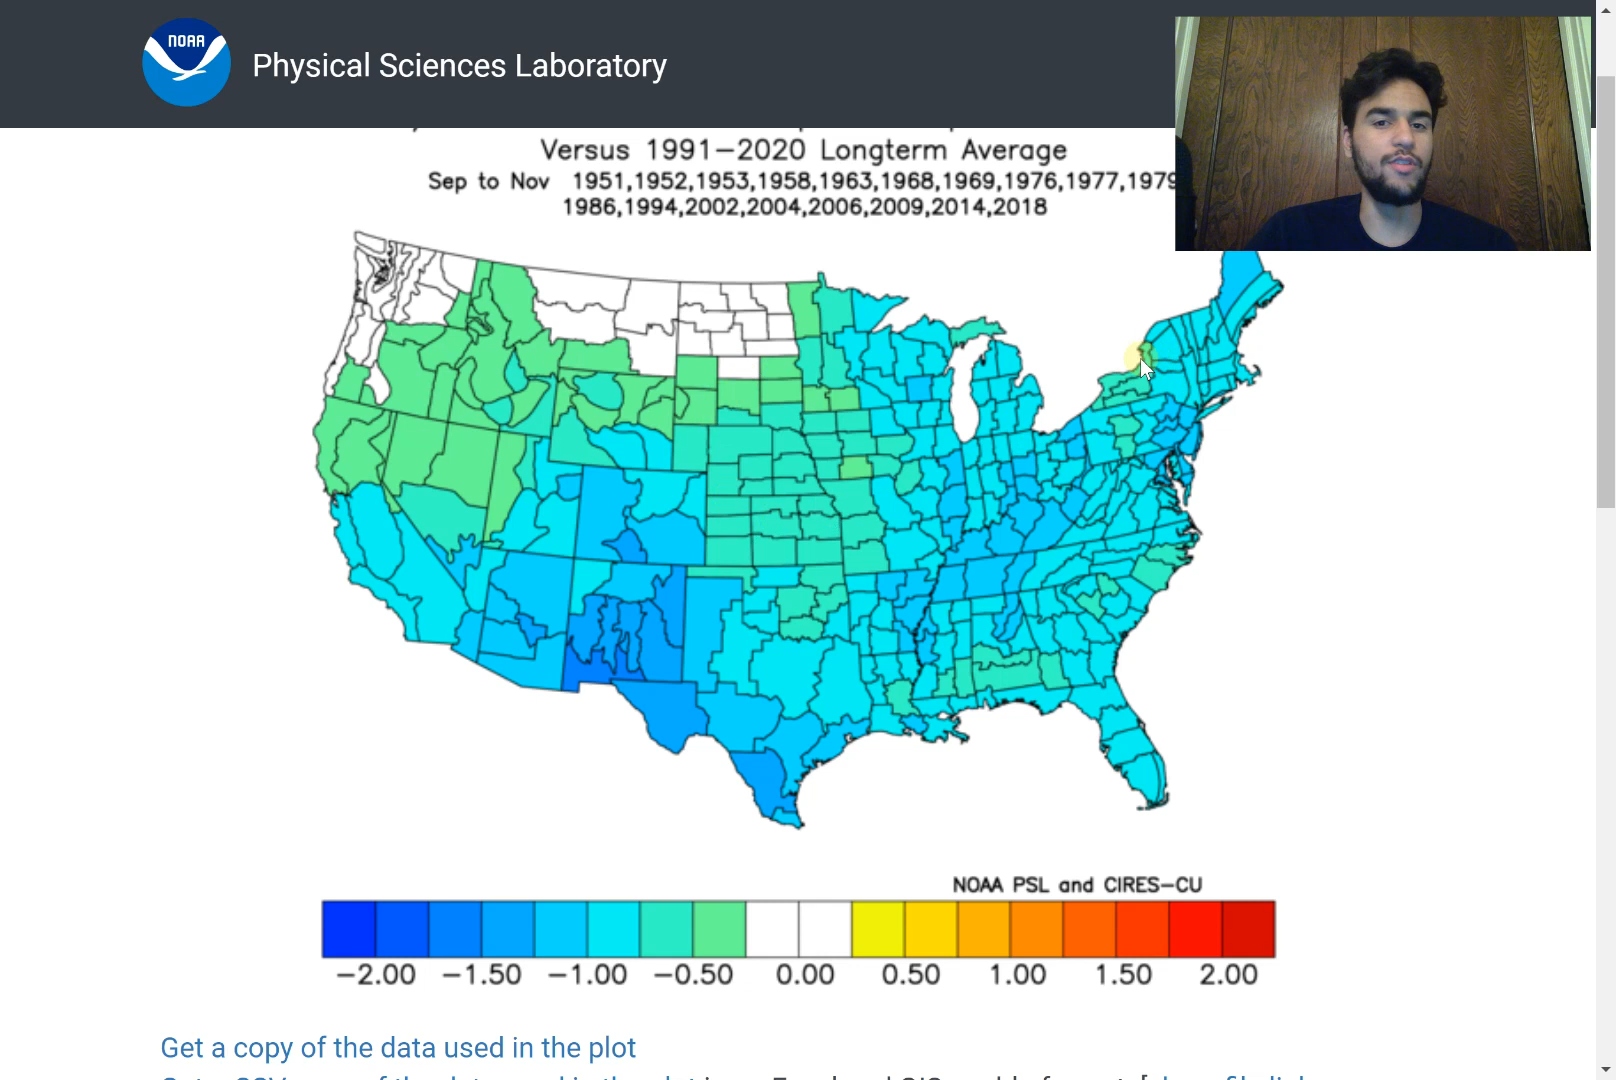 NOAA
Physical Sciences Laboratory
Versus 1991-2020 Longterm Average
Sep to Nov 1951,1952,1953,1958,1963,1968,1969,1976,1977,1979
1986,1994,2002,2004,2006,2009,2014,2018
NOAA PSL and CIRES-CU
-2.00 -1.50 -1.00 -0.50 0.00 0.50 1.00 1.50 2.00
Get a copy of the data used in the plot